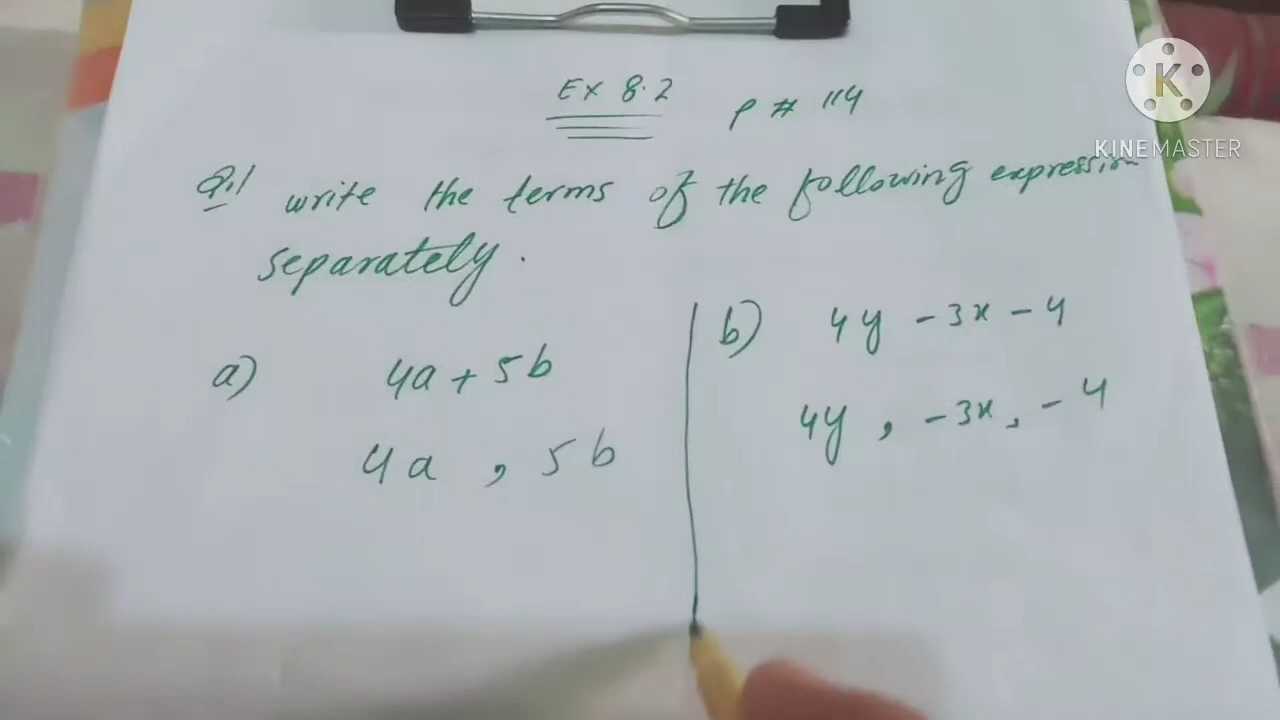 Ex 8.2 P # 114
Q.1 write the terms of the following expression
separately.
a) 4a + 5b
4a , 5b
b) 4y - 3x - 4
4y , -3x, -4
K
KINEMASTER